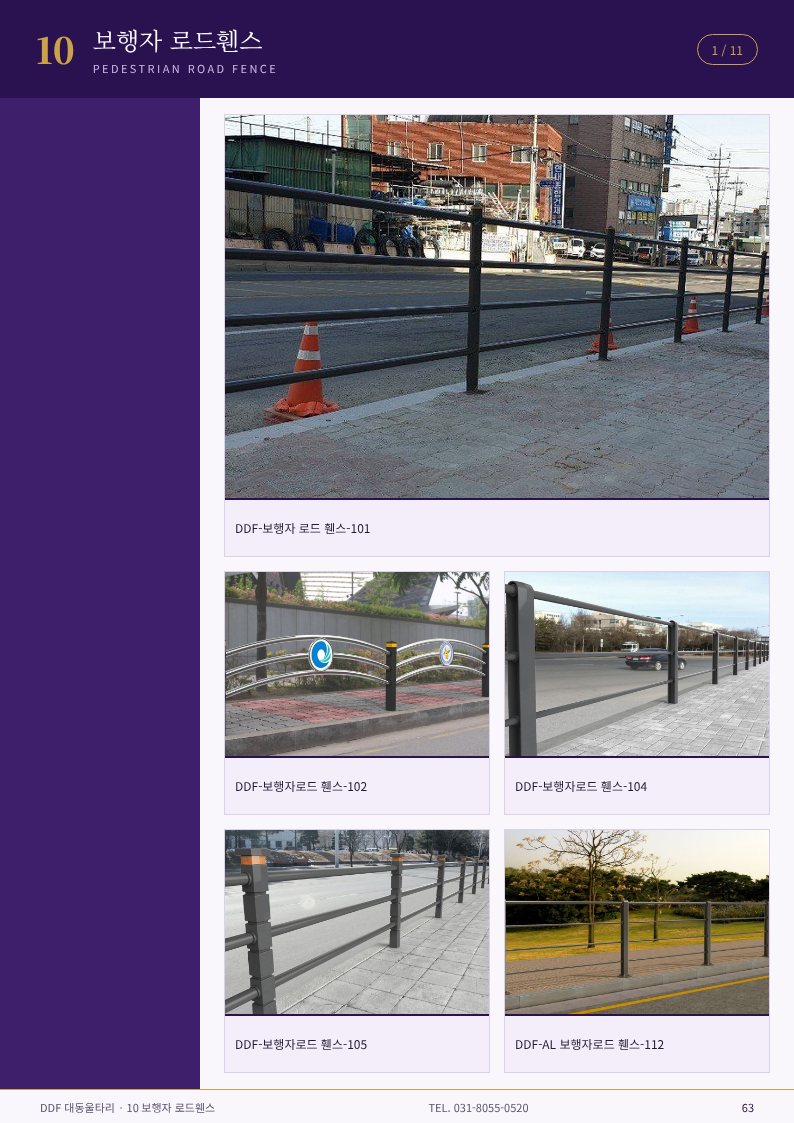 10
보행자 로드휀스
PEDESTRIAN ROAD FENCE
1 / 11
DDF-보행자 로드 휀스-101
DDF-보행자로드 휀스-102
DDF-보행자로드 휀스-104
DDF-보행자로드 휀스-105
DDF-AL 보행자로드 휀스-112
DDF 대동울타리 · 10 보행자 로드휀스
TEL. 031-8055-0520
63